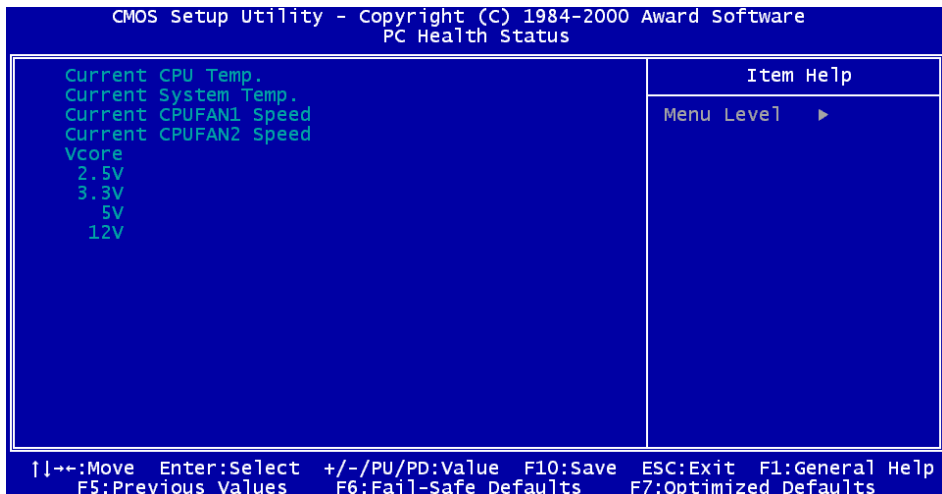 CMOS Setup Utility - Copyright (C) 1984-2000 Award Software
PC Health Status
Current CPU Temp.
Current System Temp.
Current CPUFAN1 Speed
Current CPUFAN2 Speed
Vcore
2.5V
3.3V
5V
12V
Item Help
Menu Level ►
↑↓→←:Move Enter:Select +/-/PU/PD:Value F10:Save ESC:Exit F1:General Help
F5:Previous Values F6:Fail-Safe Defaults F7:Optimized Defaults